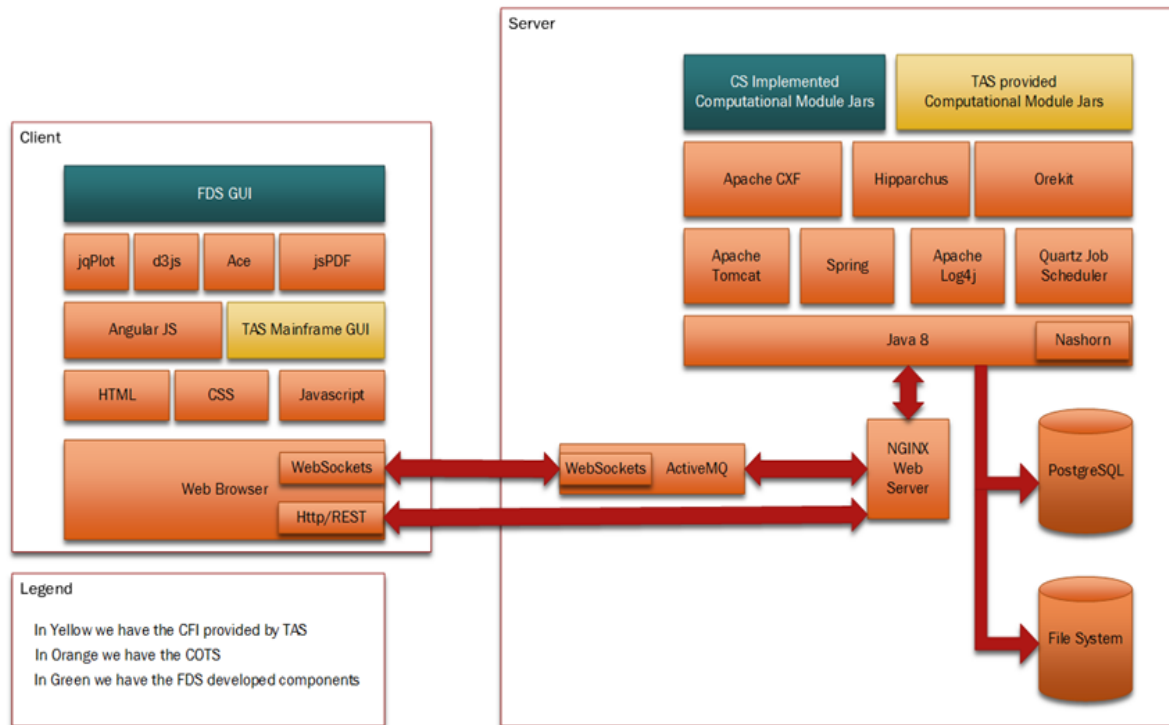 Server
CS Implemented
Computational Module Jars
TAS provided
Computational Module Jars
Apache CXF
Hipparchus
Orekit
Apache
Tomcat
Spring
Apache
Log4j
Quartz Job
Scheduler
Java 8
Nashorn
NGINX
Web
Server
WebSockets
ActiveMQ
PostgreSQL
File System
Client
FDS GUI
jqPlot
d3js
Ace
jsPDF
Angular JS
TAS Mainframe GUI
HTML
CSS
Javascript
Web Browser
WebSockets
Http/REST
Legend
In Yellow we have the CFI provided by TAS
In Orange we have the COTS
In Green we have the FDS developed components